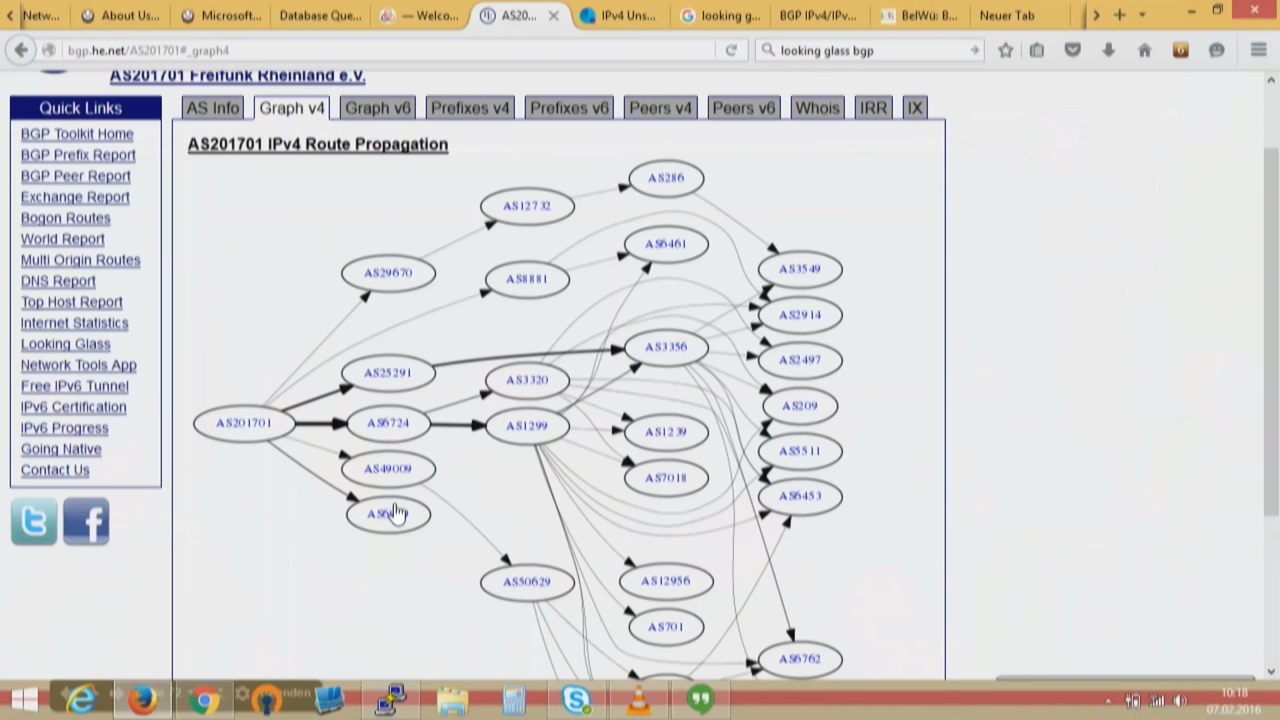 Netw...
About Us...
Microsoft...
Database Que...
— Welco...
AS20...
IPv4 Uns...
looking g...
BGP IPv4/IPv...
BelWü: B...
Neuer Tab
bgp.he.net/AS201701#_graph4
looking glass bgp
AS201701 Freifunk Rheinland e.V.
Quick Links
BGP Toolkit Home
BGP Prefix Report
BGP Peer Report
Exchange Report
Bogon Routes
World Report
Multi Origin Routes
DNS Report
Top Host Report
Internet Statistics
Looking Glass
Network Tools App
Free IPv6 Tunnel
IPv6 Certification
IPv6 Progress
Going Native
Contact Us
AS Info
Graph v4
Graph v6
Prefixes v4
Prefixes v6
Peers v4
Peers v6
Whois
IRR
IX
AS201701 IPv4 Route Propagation
AS286
AS12732
AS6461
AS29670
AS8881
AS3549
AS2914
AS3356
AS2497
AS25291
AS3320
AS209
AS201701
AS6724
AS1299
AS1239
AS5511
AS49009
AS7018
AS6453
AS50629
AS12956
AS701
AS6762
10:18
07.02.2016